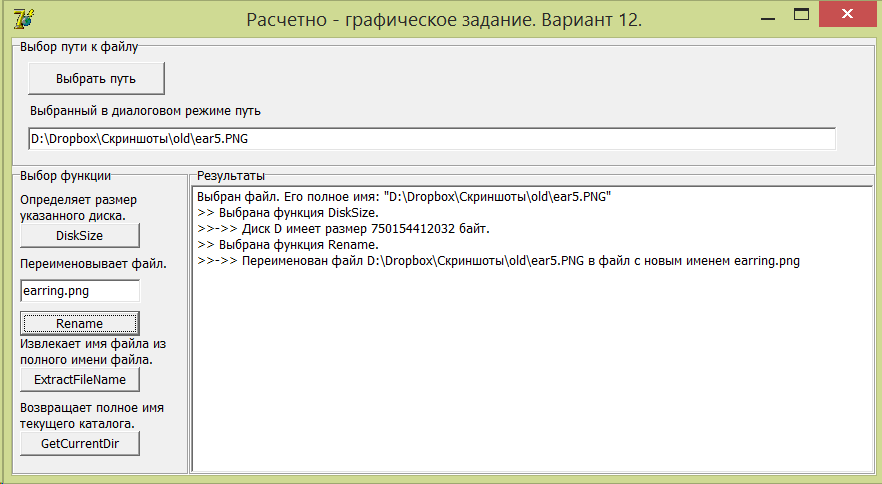 Расчетно - графическое задание. Вариант 12.
Выбор пути к файлу
Выбрать путь
Выбранный в диалоговом режиме путь
D:\Dropbox\Скриншоты\old\ear5.PNG
Выбор функции
Определяет размер
указанного диска.
DiskSize
Переименовывает файл.
earring.png
Rename
Извлекает имя файла из
полного имени файла.
ExtractFileName
Возвращает полное имя
текущего каталога.
GetCurrentDir
Результаты
Выбран файл. Его полное имя: "D:\Dropbox\Скриншоты\old\ear5.PNG"
>> Выбрана функция DiskSize.
>>->> Диск D имеет размер 750154412032 байт.
>> Выбрана функция Rename.
>>->> Переименован файл D:\Dropbox\Скриншоты\old\ear5.PNG в файл с новым именем earring.png